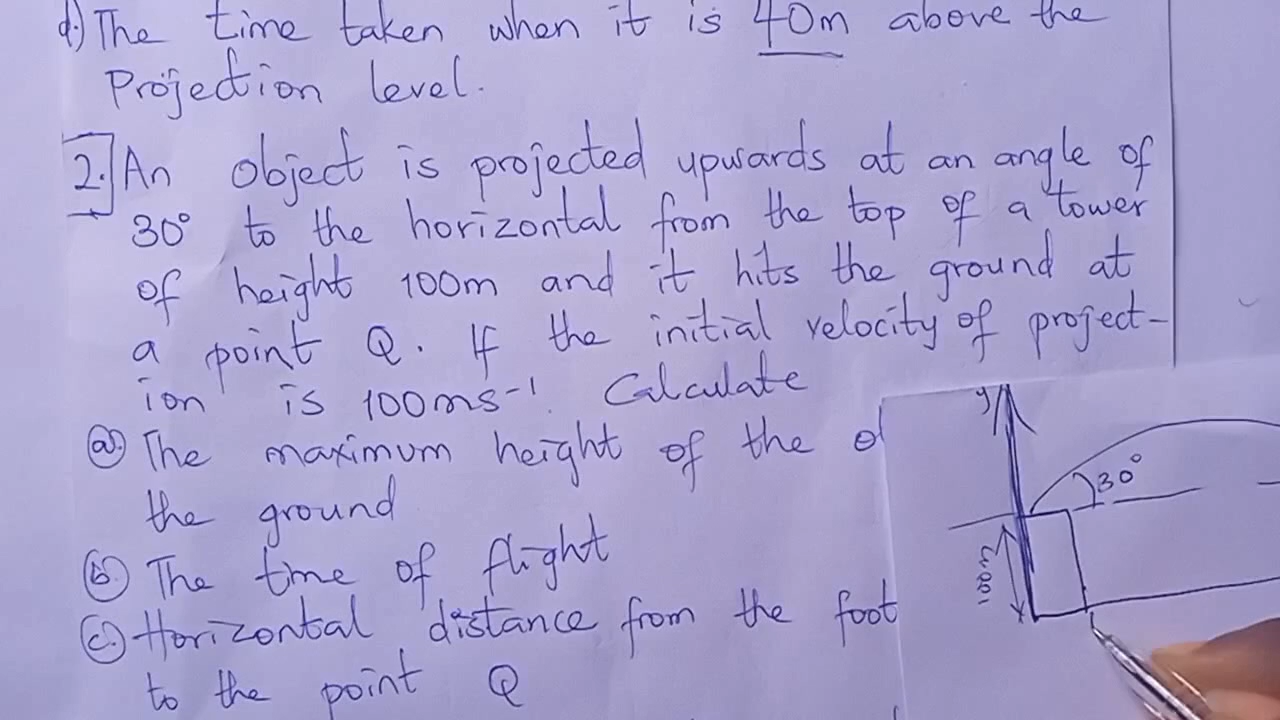 d.) The time taken when it is 40m above the
Projection level.
2. An object is projected upwards at an angle of
30° to the horizontal from the top of a tower
of height 100m and it hits the ground at
a point Q. If the initial velocity of project-
ion is 100ms⁻¹. Calculate
(a.) The maximum height of the
the ground
(b.) The time of flight
(c.) Horizontal distance from the foot
to the point Q
y
30°
100m